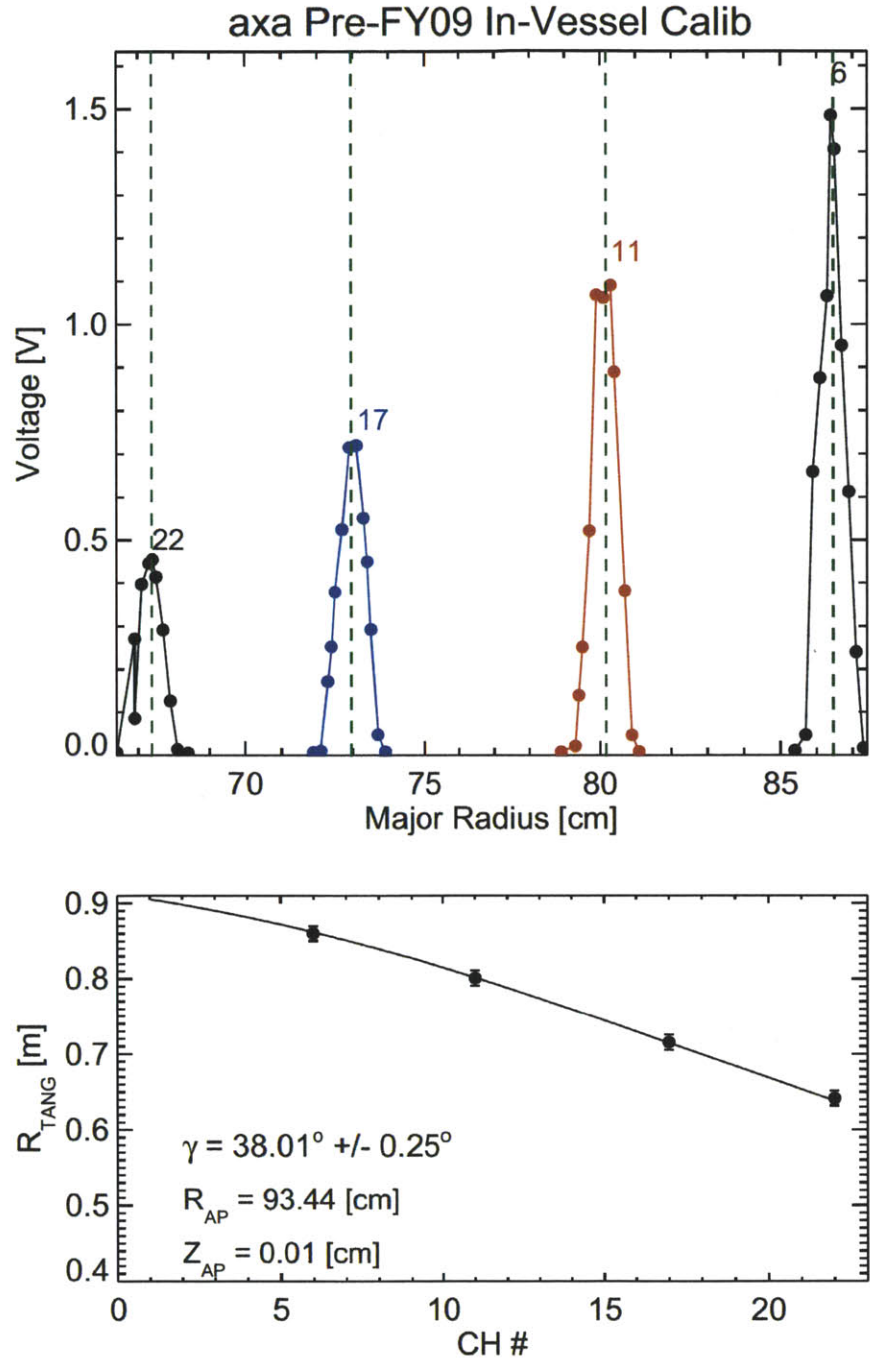 axa Pre-FY09 In-Vessel Calib
6
1.5
11
1.0
Voltage [V]
17
22
0.5
0.0
70 75 80 85
Major Radius [cm]
0.9
0.8
0.7
R_TANG [m]
0.6
γ = 38.01° +/- 0.25°
R_AP = 93.44 [cm]
0.5
Z_AP = 0.01 [cm]
0.4
0 5 10 15 20
CH #